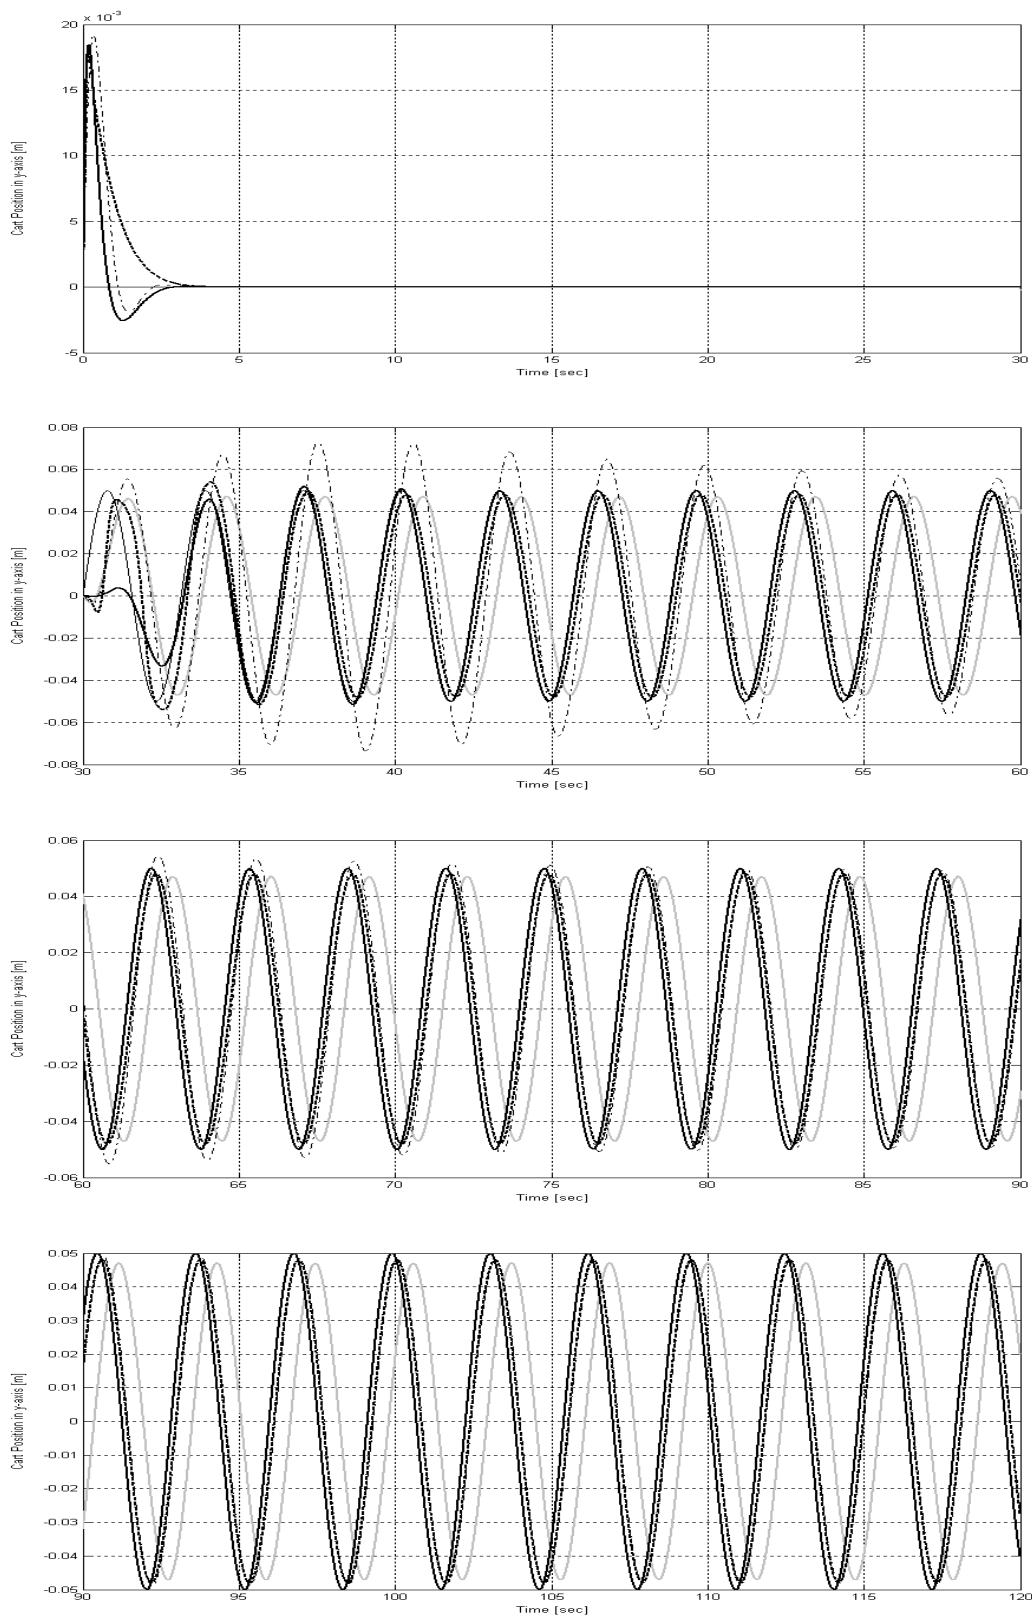 × 10⁻³
20
15
10
5
0
-5
0 5 10 15 20 25 30
Time [sec]
Cart Position in y-axis [m]
0.08
0.06
0.04
0.02
0
-0.02
-0.04
-0.06
-0.08
30 35 40 45 50 55 60
Time [sec]
Cart Position in y-axis [m]
0.06
0.04
0.02
0
-0.02
-0.04
-0.06
60 65 70 75 80 85 90
Time [sec]
Cart Position in y-axis [m]
0.05
0.04
0.03
0.02
0.01
0
-0.01
-0.02
-0.03
-0.04
-0.05
90 95 100 105 110 115 120
Time [sec]
Cart Position in y-axis [m]